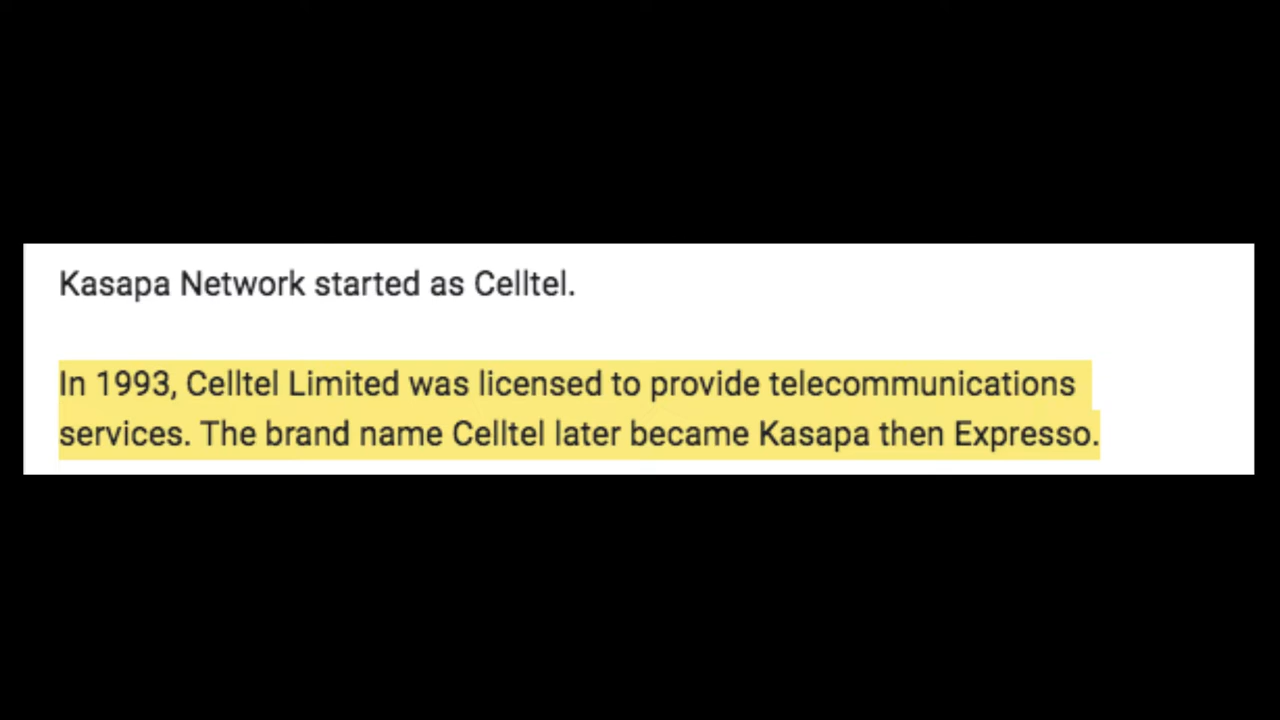 Kasapa Network started as Celltel.
In 1993, Celltel Limited was licensed to provide telecommunications
services. The brand name Celltel later became Kasapa then Expresso.